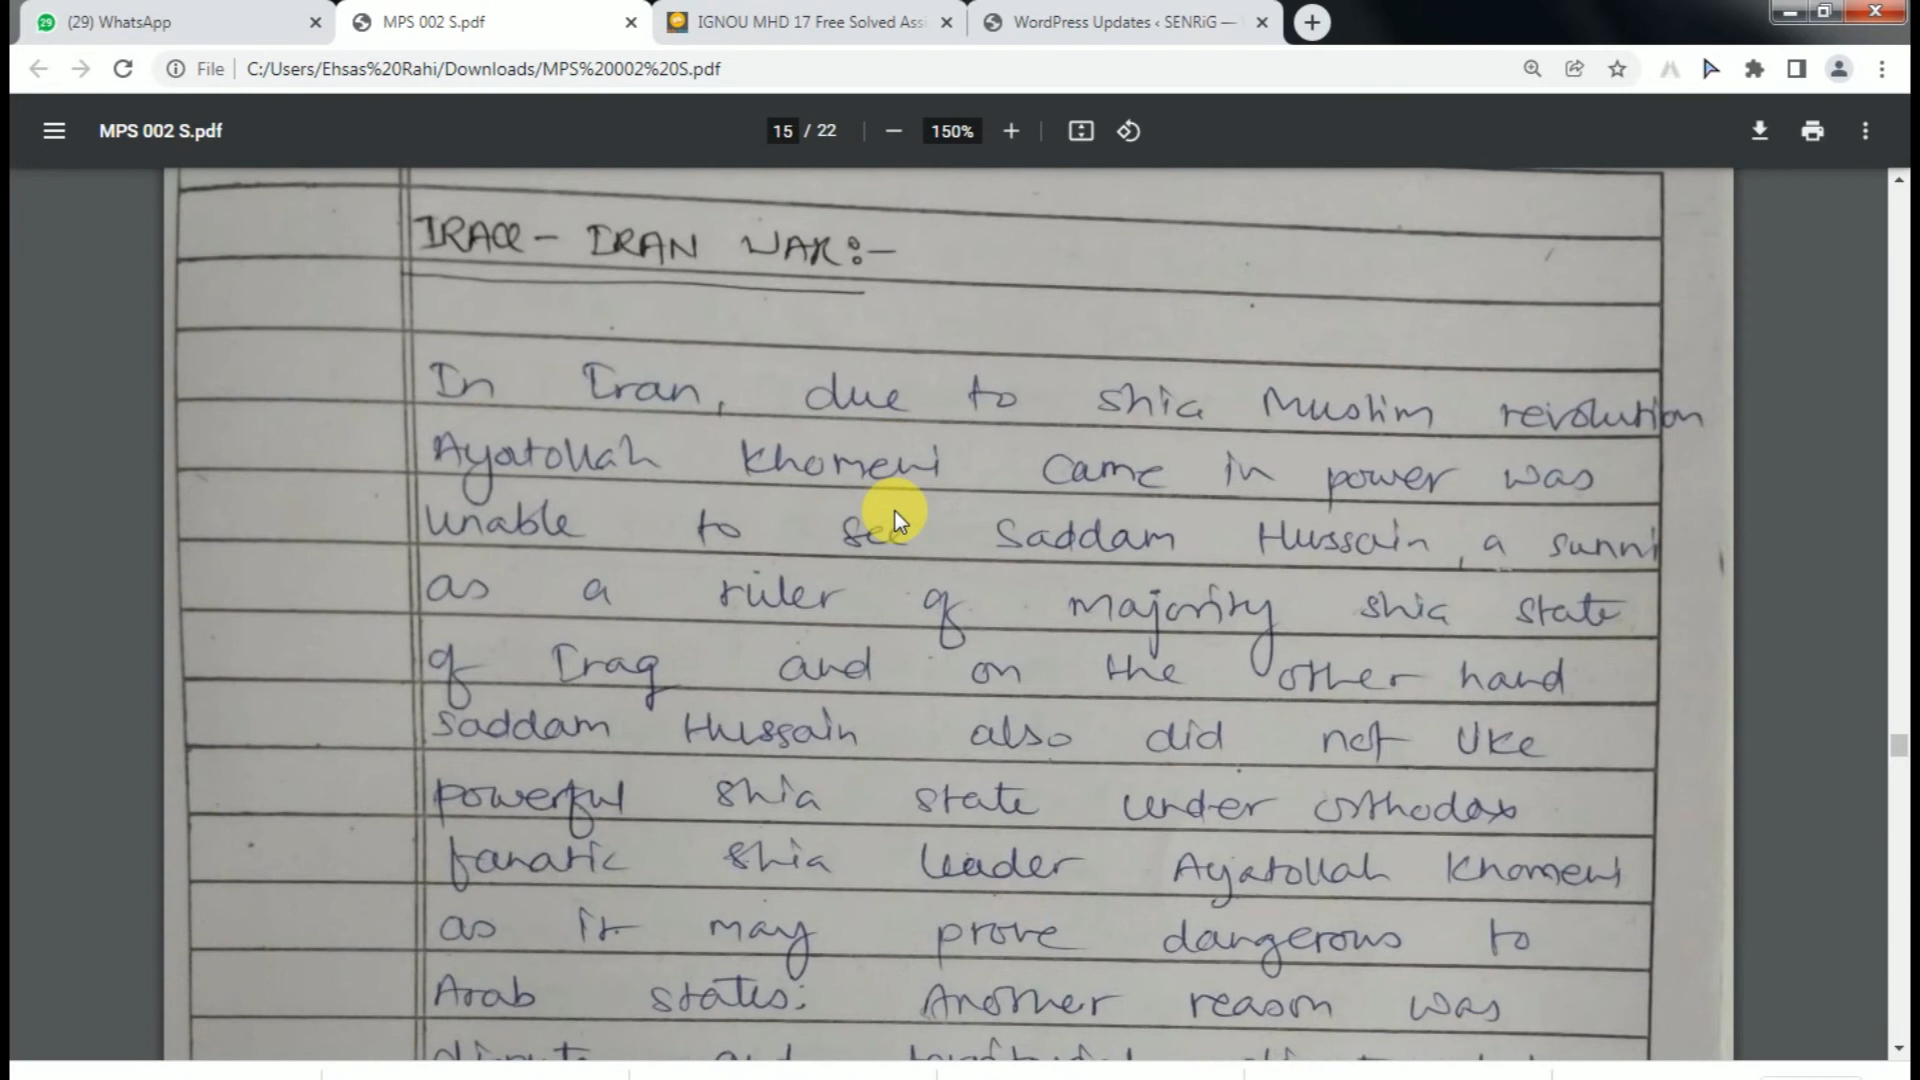 (29) WhatsApp
MPS 002 S.pdf
IGNOU MHD 17 Free Solved Assi
WordPress Updates ‹ SENRiG —
File C:/Users/Ehsas%20Rahi/Downloads/MPS%20002%20S.pdf
MPS 002 S.pdf
15 / 22
150%
IRAQ - IRAN WAR:-
In Iran, due to shia Muslim revolution
Ayatollah Khomeni came in power was
unable to see Saddam Hussain, a sunni
as a ruler of majority shia state
of Iraq and on the other hand
Saddam Hussain also did not like
powerful shia state under orthodox
fanatic shia leader Ayatollah Khomeni
as it may prove dangerous to
Arab states. Another reason was